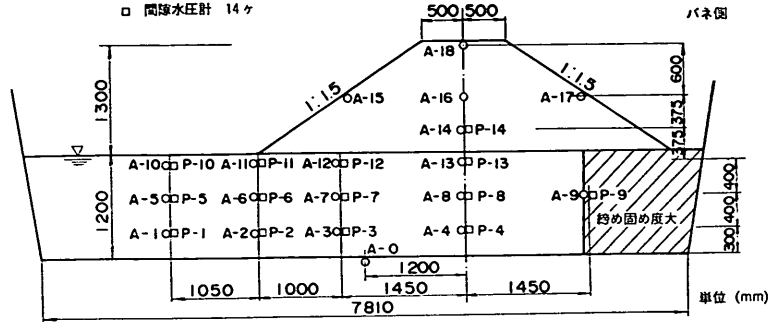 □ 間隙水圧計 14ヶ
500 500
バネ側
A-18
1:1.5
1:1.5
600
1300
A-15
A-16
A-17
375
A-14 P-14
375
A-10 P-10
A-11 P-11
A-12 P-12
A-13 P-13
400
A-5 P-5
A-6 P-6
A-7 P-7
A-8 P-8
A-9 P-9
1200
締め固め度大
400
A-1 P-1
A-2 P-2
A-3 P-3
A-4 P-4
300
A-0
1200
1050
1000
1450
1450
7810
単位 (mm)